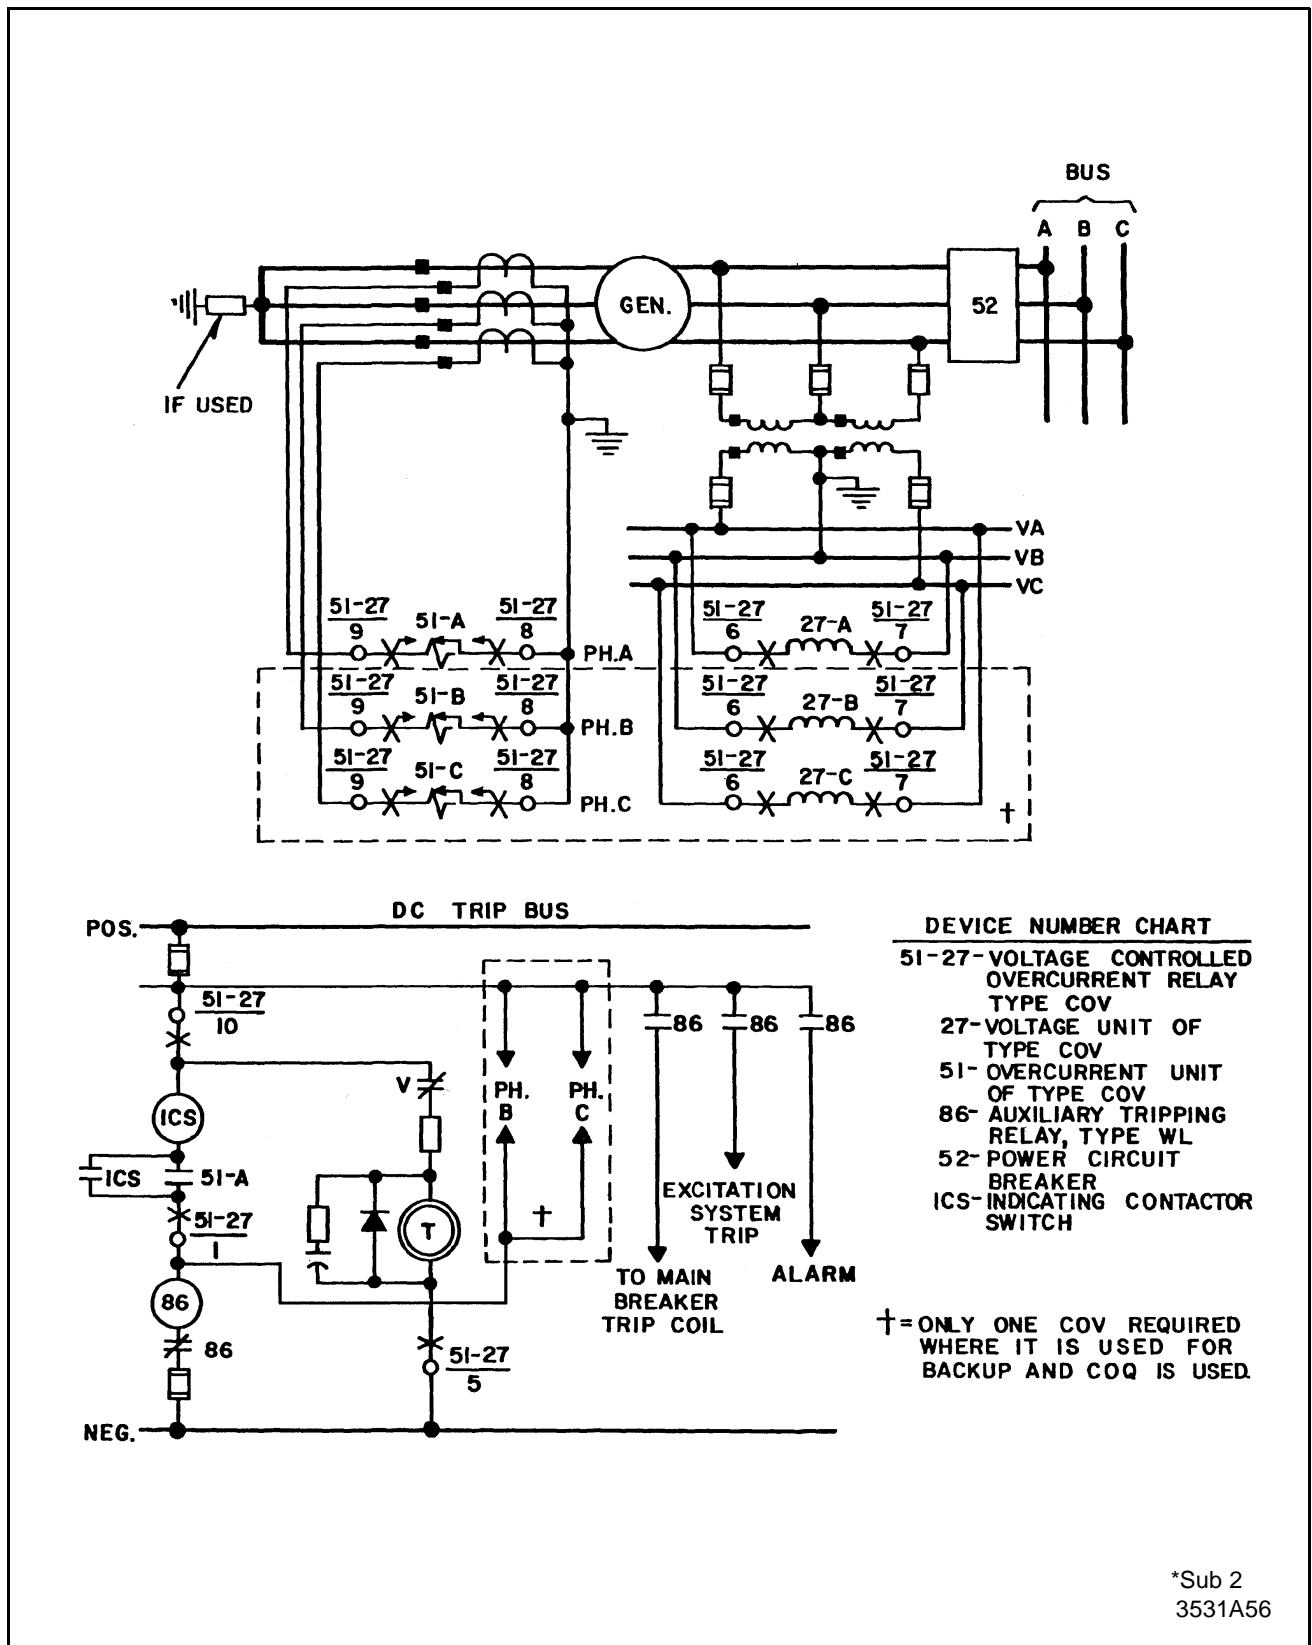 BUS
A B C
GEN.
52
IF USED
VA
VB
VC
51-27
9
51-A
51-27
8
PH.A
51-27
6
27-A
51-27
7
51-27
9
51-B
51-27
8
PH.B
51-27
6
27-B
51-27
7
51-27
9
51-C
51-27
8
PH.C
51-27
6
27-C
51-27
7
†
DC TRIP BUS
POS.
51-27
10
V
ICS
ICS
51-A
51-27
1
86
86
T
51-27
5
NEG.
PH.
B
PH.
C
†
86
86
86
EXCITATION
SYSTEM
TRIP
TO MAIN
BREAKER
TRIP COIL
ALARM
DEVICE NUMBER CHART
51-27-VOLTAGE CONTROLLED
OVERCURRENT RELAY
TYPE COV
27-VOLTAGE UNIT OF
TYPE COV
51-OVERCURRENT UNIT
OF TYPE COV
86-AUXILIARY TRIPPING
RELAY, TYPE WL
52-POWER CIRCUIT
BREAKER
ICS-INDICATING CONTACTOR
SWITCH
†=ONLY ONE COV REQUIRED
WHERE IT IS USED FOR
BACKUP AND COQ IS USED.
*Sub 2
3531A56